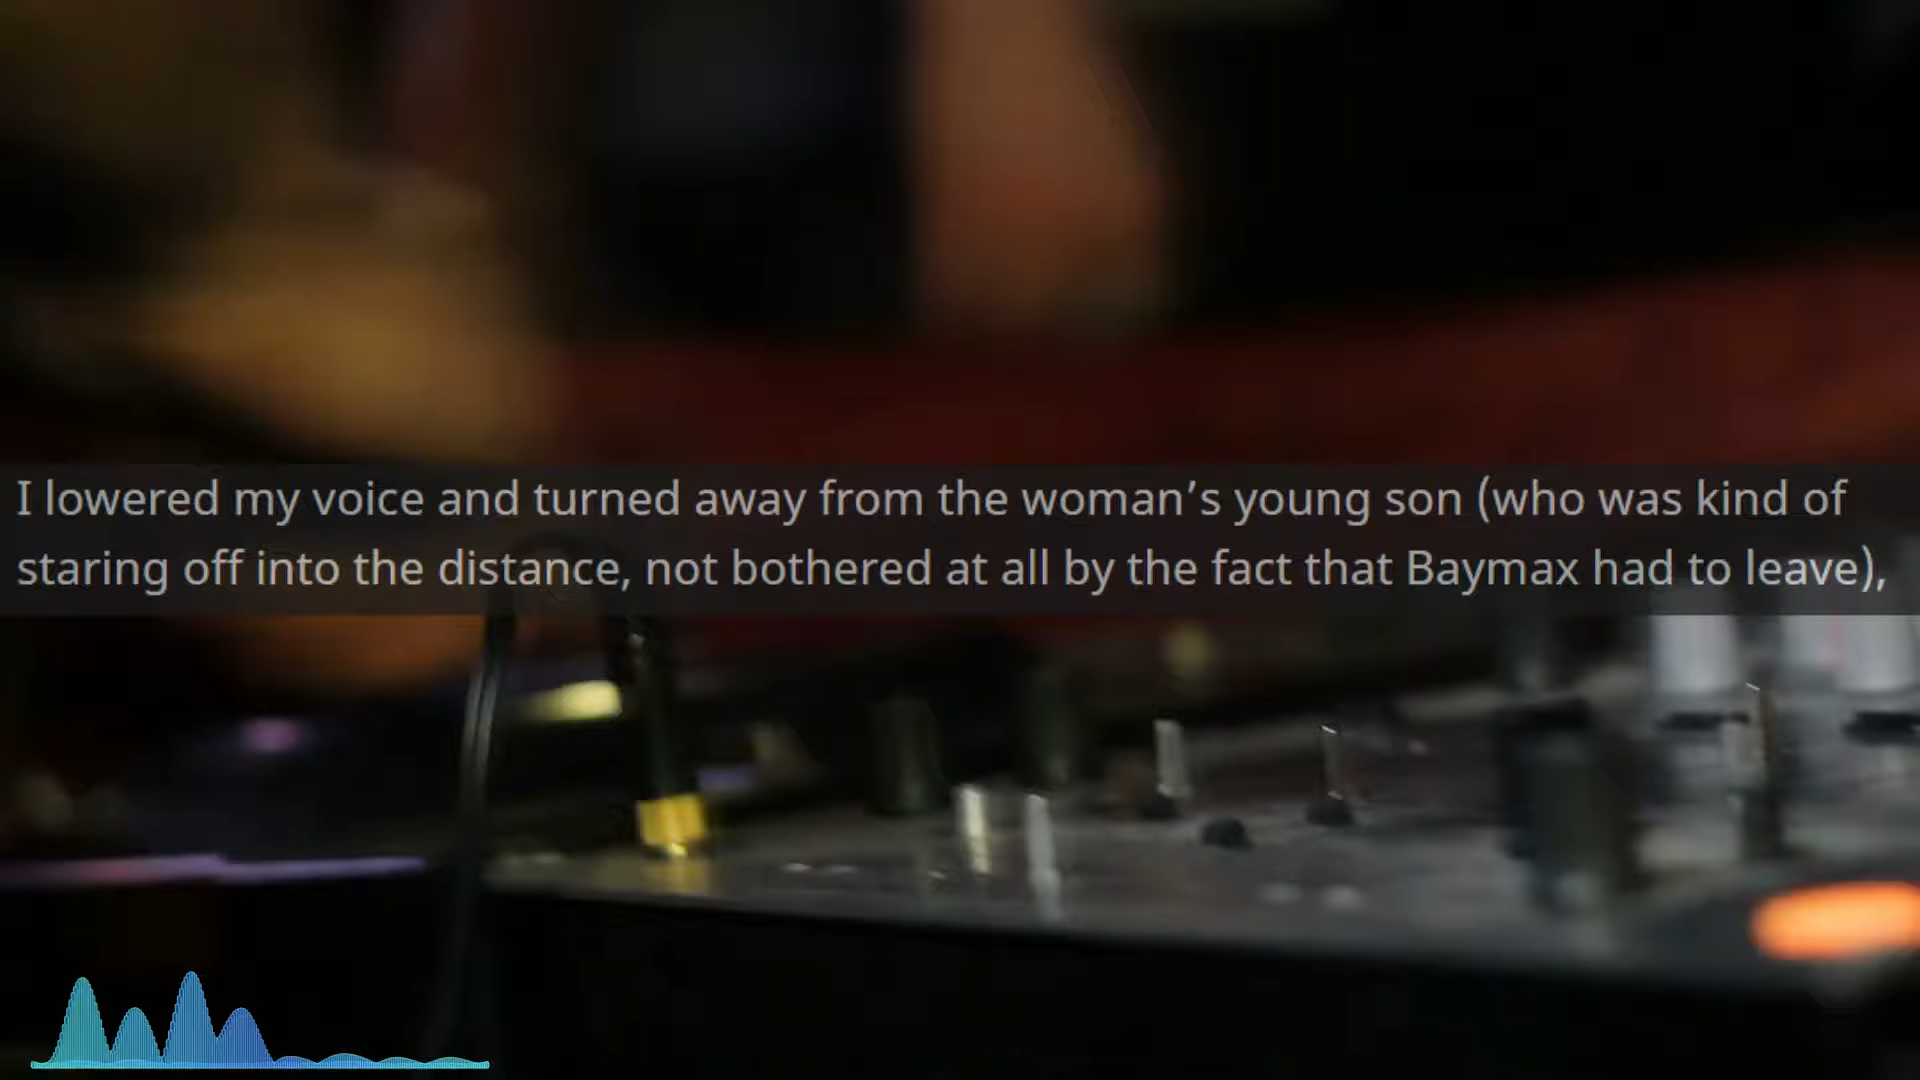 I lowered my voice and turned away from the woman’s young son (who was kind of
staring off into the distance, not bothered at all by the fact that Baymax had to leave),